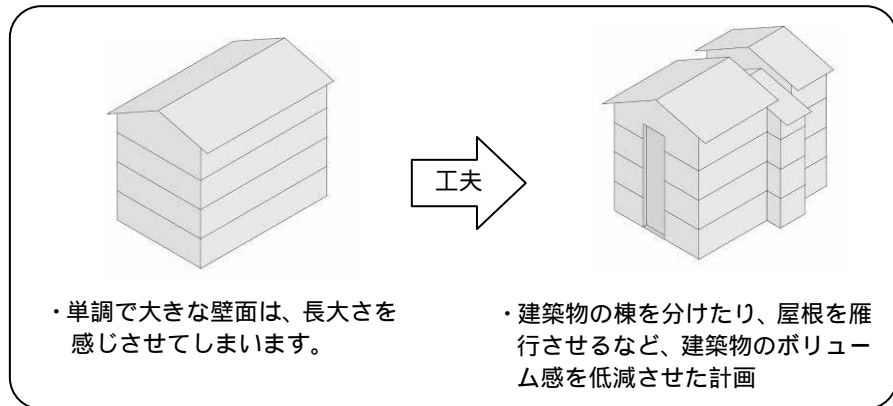 工夫
・単調で大きな壁面は、長大さを
感じさせてしまいます。
・建築物の棟を分けたり、屋根を雁
行させるなど、建築物のボリュー
ム感を低減させた計画